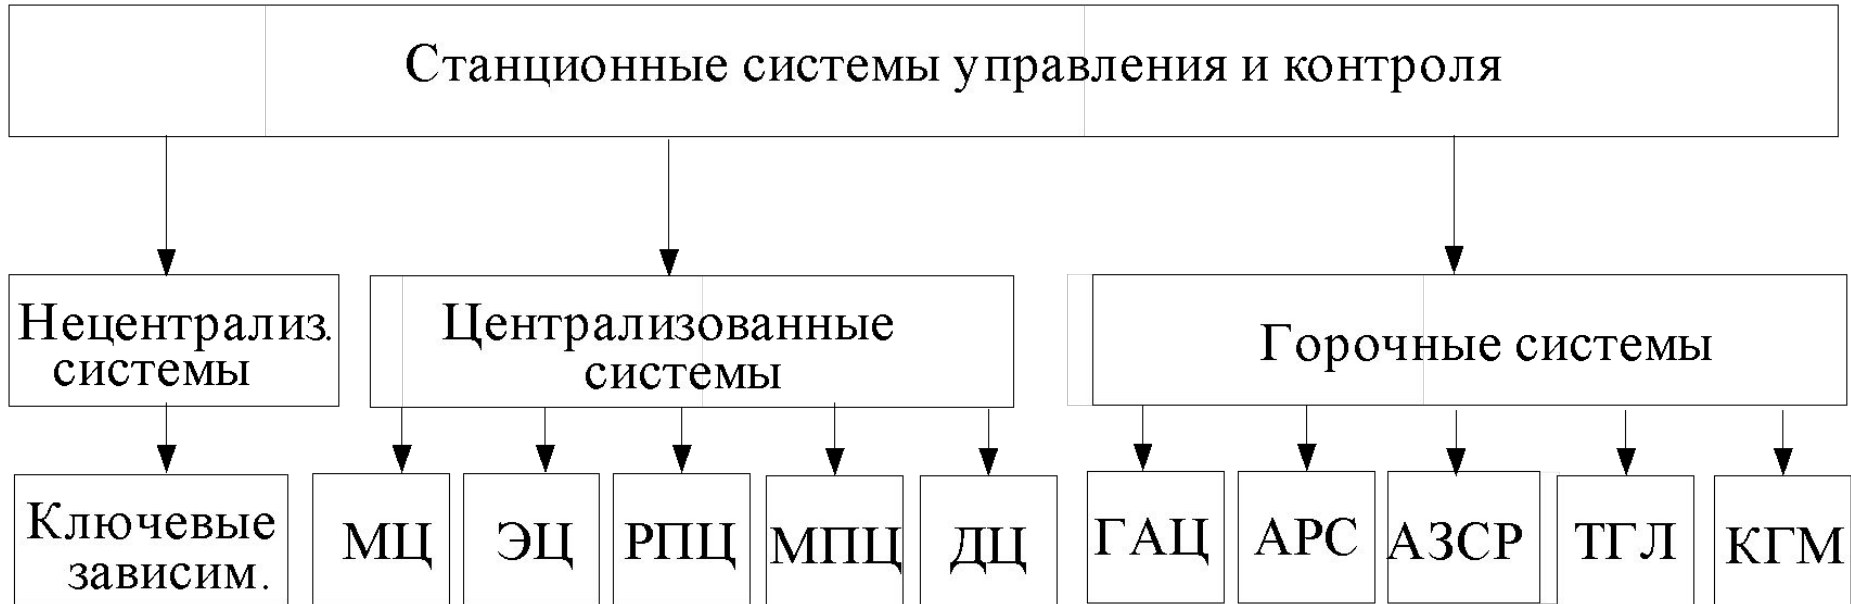 Станционные системы управления и контроля
Нецентрализ.
системы
Централизованные
системы
Горочные системы
Ключевые
зависим.
МЦ
ЭЦ
РПЦ
МПЦ
ДЦ
ГАЦ
АРС
АЗСР
ТГЛ
КГМ